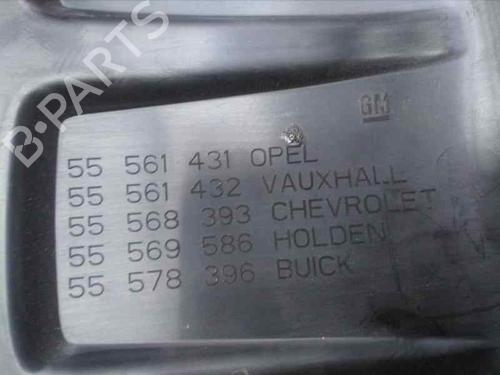 B-PARTS
GM
55 561 431 OPEL
55 561 432 VAUXHALL
55 568 393 CHEVROLET
55 569 586 HOLDEN
55 578 396 BUICK